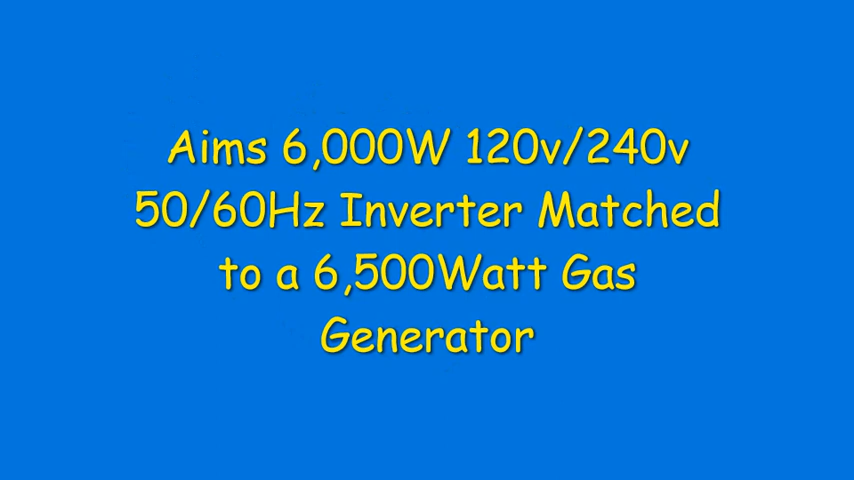 Aims 6,000W 120v/240v
50/60Hz Inverter Matched
to a 6,500Watt Gas
Generator